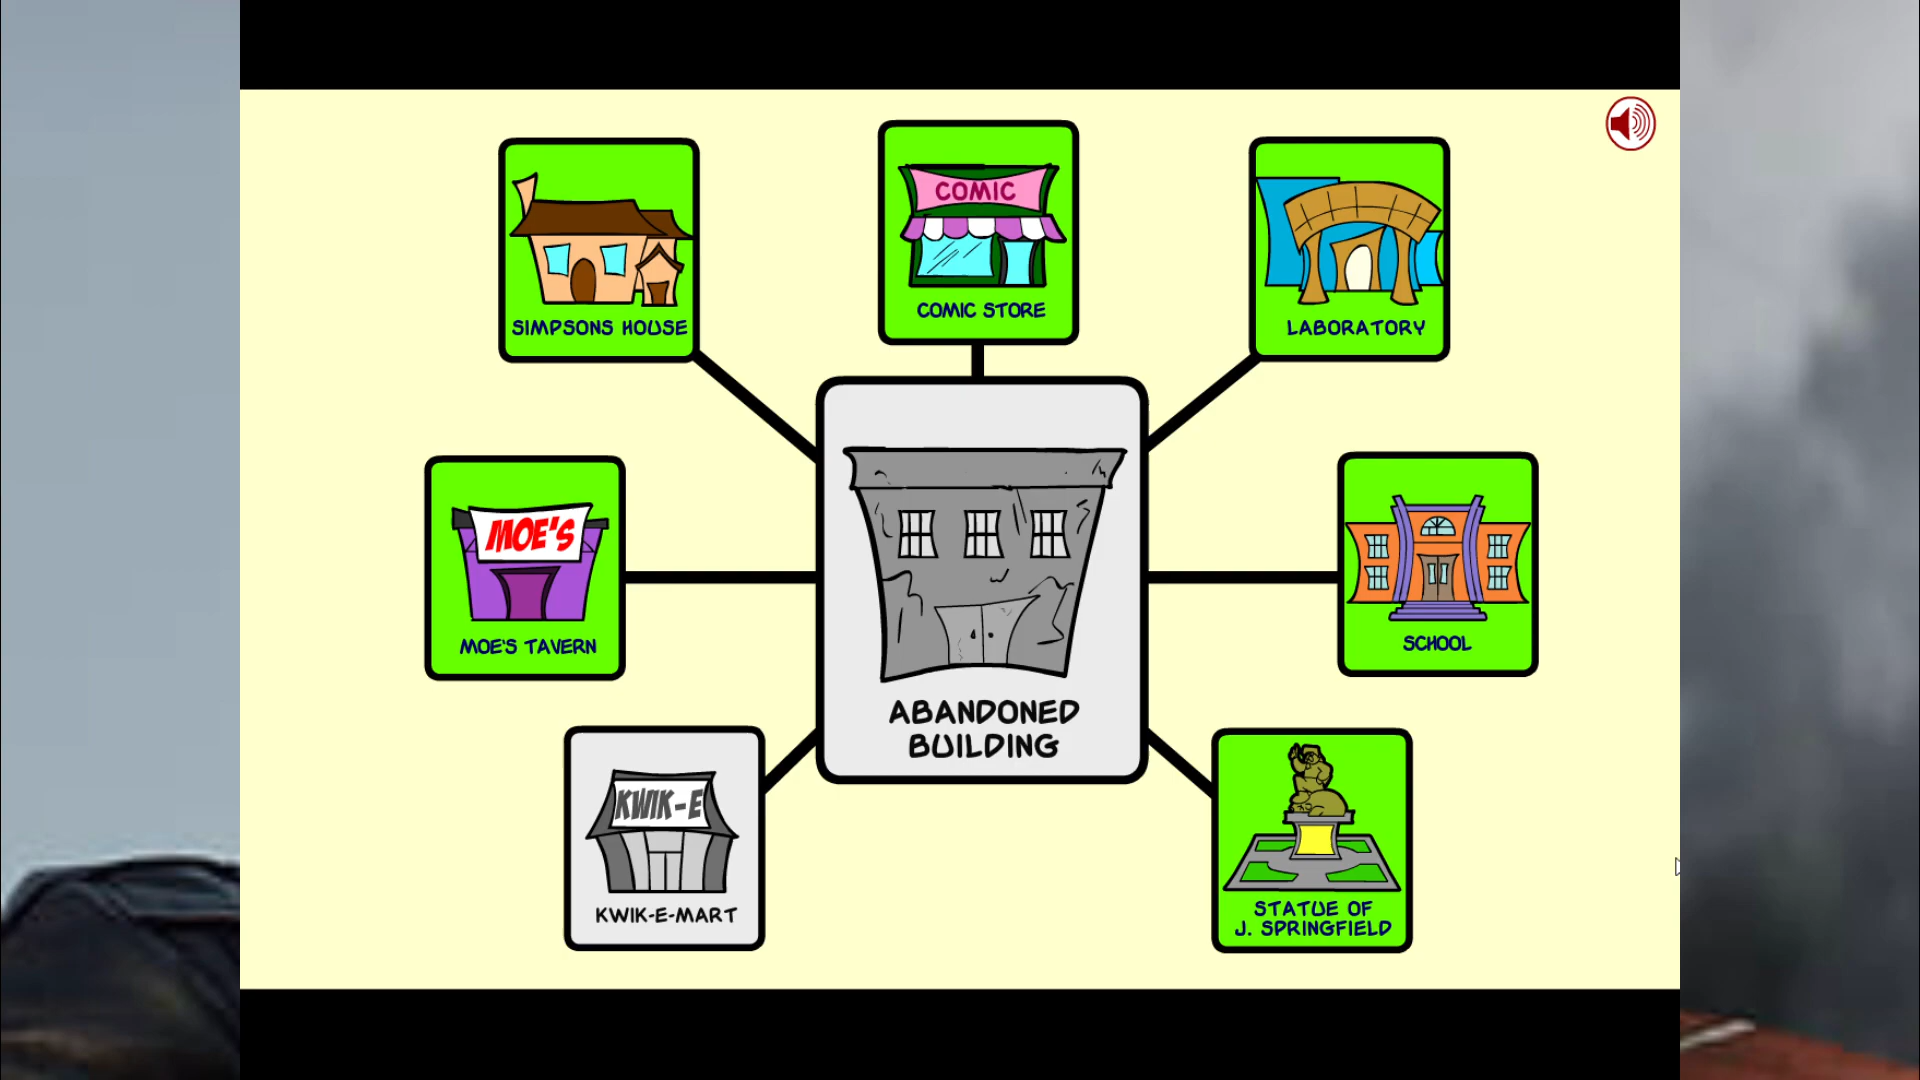 COMIC
COMIC STORE
SIMPSONS HOUSE
LABORATORY
MOE'S
MOE'S TAVERN
SCHOOL
ABANDONED
BUILDING
KWIK-E
KWIK-E-MART
STATUE OF
J. SPRINGFIELD